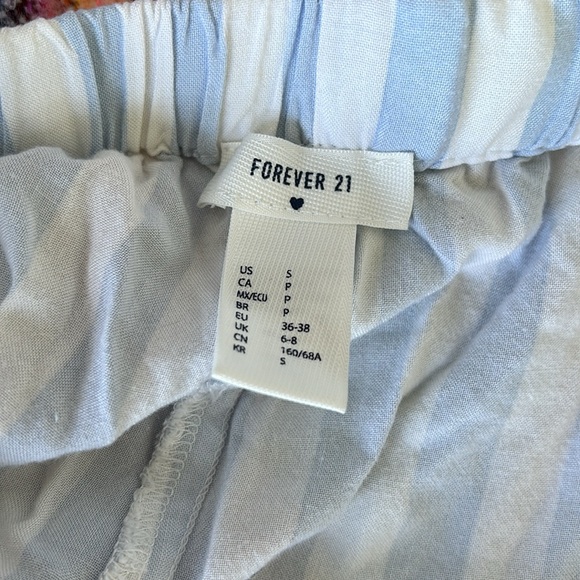 FOREVER 21
US S
CA P
MX/ECU P
BR P
EU 36-38
UK 6-8
CN 160/68A
KR S